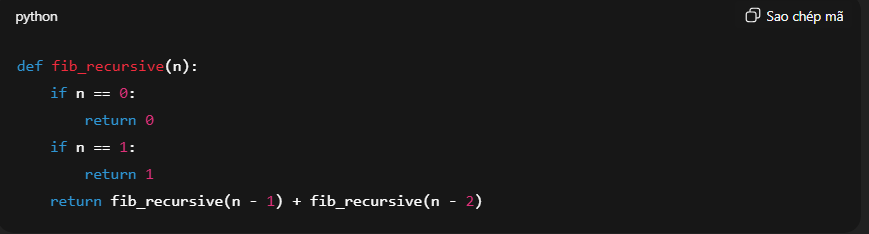 python
Sao chép mã
def fib_recursive(n):
    if n == 0:
        return 0
    if n == 1:
        return 1
    return fib_recursive(n - 1) + fib_recursive(n - 2)